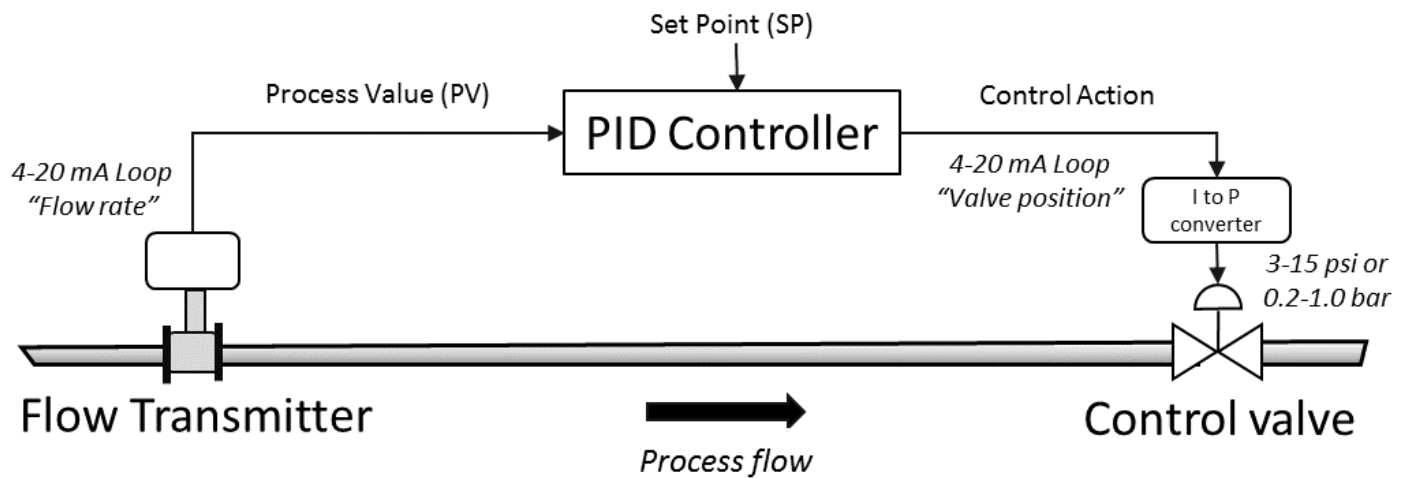 Set Point (SP)
Process Value (PV)
PID Controller
Control Action
4-20 mA Loop
“Flow rate”
4-20 mA Loop
“Valve position”
I to P
converter
3-15 psi or
0.2-1.0 bar
Flow Transmitter
Control valve
Process flow